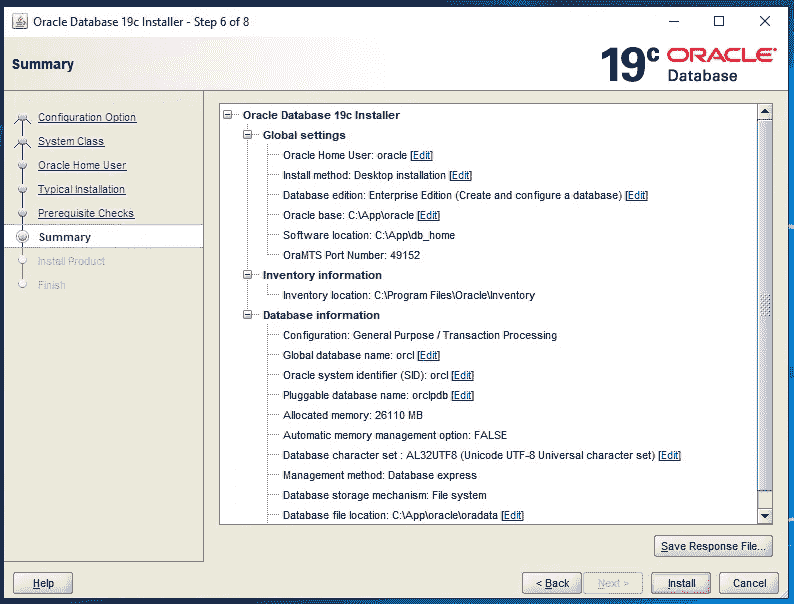 Oracle Database 19c Installer - Step 6 of 8
Summary
19c ORACLE
Database
Configuration Option
System Class
Oracle Home User
Typical Installation
Prerequisite Checks
Summary
Install Product
Finish
Oracle Database 19c Installer
Global settings
Oracle Home User: oracle [Edit]
Install method: Desktop installation [Edit]
Database edition: Enterprise Edition (Create and configure a database) [Edit]
Oracle base: C:\App\oracle [Edit]
Software location: C:\App\db_home
OraMTS Port Number: 49152
Inventory information
Inventory location: C:\Program Files\Oracle\Inventory
Database information
Configuration: General Purpose / Transaction Processing
Global database name: orcl [Edit]
Oracle system identifier (SID): orcl [Edit]
Pluggable database name: orclpdb [Edit]
Allocated memory: 26110 MB
Automatic memory management option: FALSE
Database character set : AL32UTF8 (Unicode UTF-8 Universal character set) [Edit]
Management method: Database express
Database storage mechanism: File system
Database file location: C:\App\oracle\oradata [Edit]
Save Response File...
Help
< Back
Next >
Install
Cancel